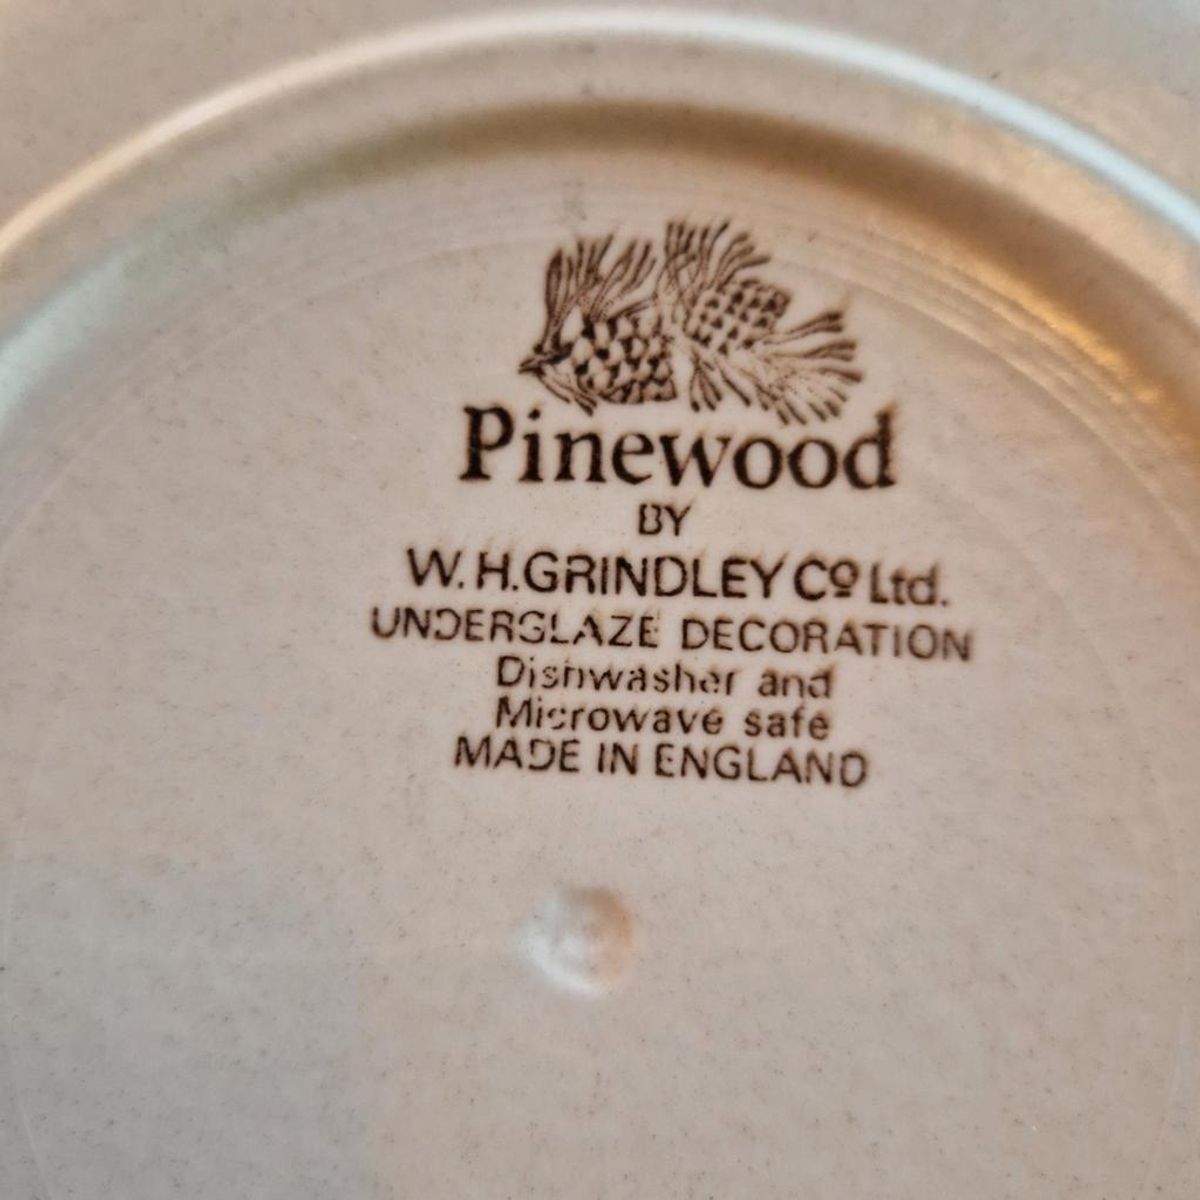 Pinewood
BY
W.H.GRINDLEY Cº Ltd.
UNDERGLAZE DECORATION
Dishwasher and
Microwave safe
MADE IN ENGLAND